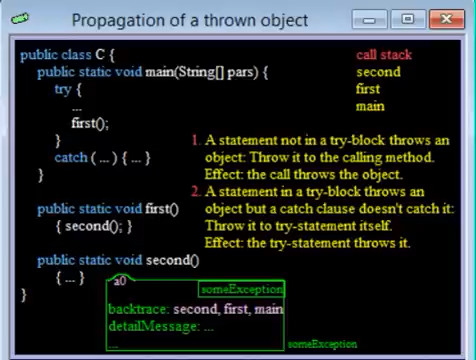 Propagation of a thrown object
public class C {
public static void main(String[] pars) {
try {
...
first();
}
catch ( ... ) { ... }
}
public static void first()
{ second(); }
public static void second()
{ ... }
}
call stack
second
first
main
1. A statement not in a try-block throws an
object: Throw it to the calling method.
Effect: the call throws the object.
2. A statement in a try-block throws an
object but a catch clause doesn't catch it:
Throw it to try-statement itself.
Effect: the try-statement throws it.
a0
someException
backtrace: second, first, main
detailMessage: ...
...
someException